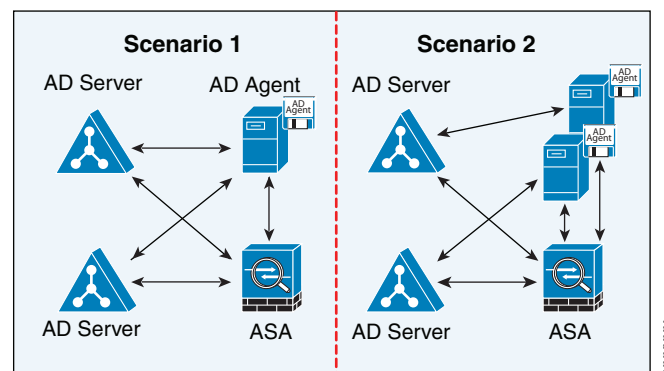 Scenario 1
Scenario 2
AD Server
AD Agent
AD Server
AD
Agent
AD
Agent
AD
Agent
AD Server
ASA
AD Server
ASA